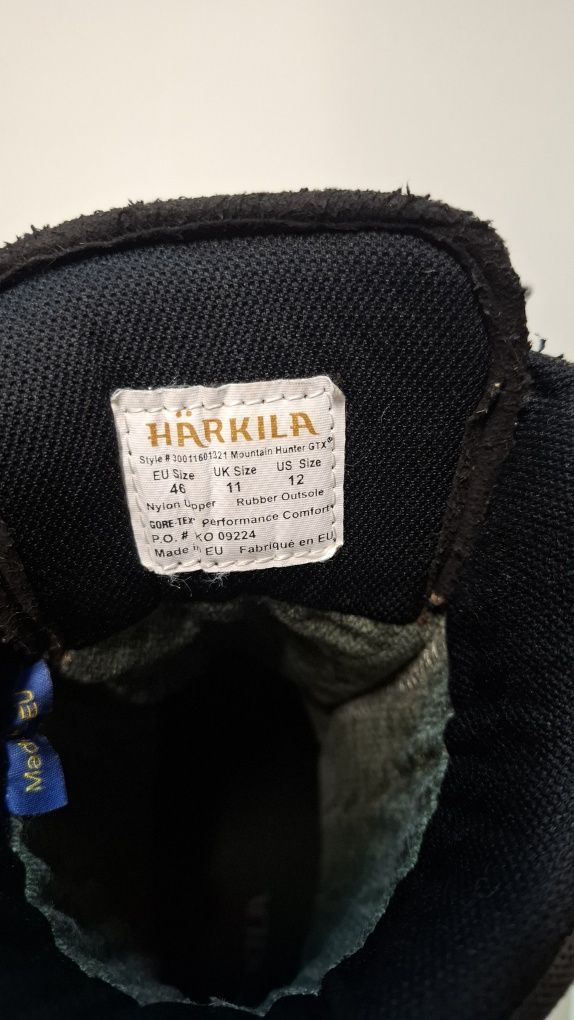 HÄRKILA
Style # 30011601321 Mountain Hunter GTX®
EU Size UK Size US Size
46 11 12
Nylon Upper Rubber Outsole
GORE-TEX® Performance Comfort
P.O. # KO 09224
Made in EU Fabriqué en EU
Made EU